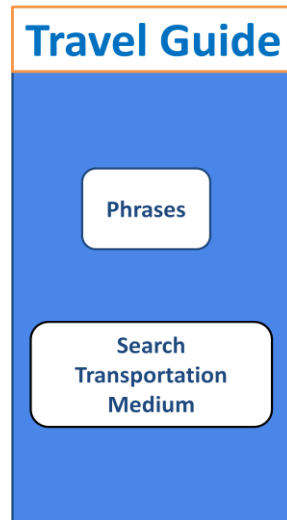 Travel Guide
Phrases
Search
Transportation
Medium